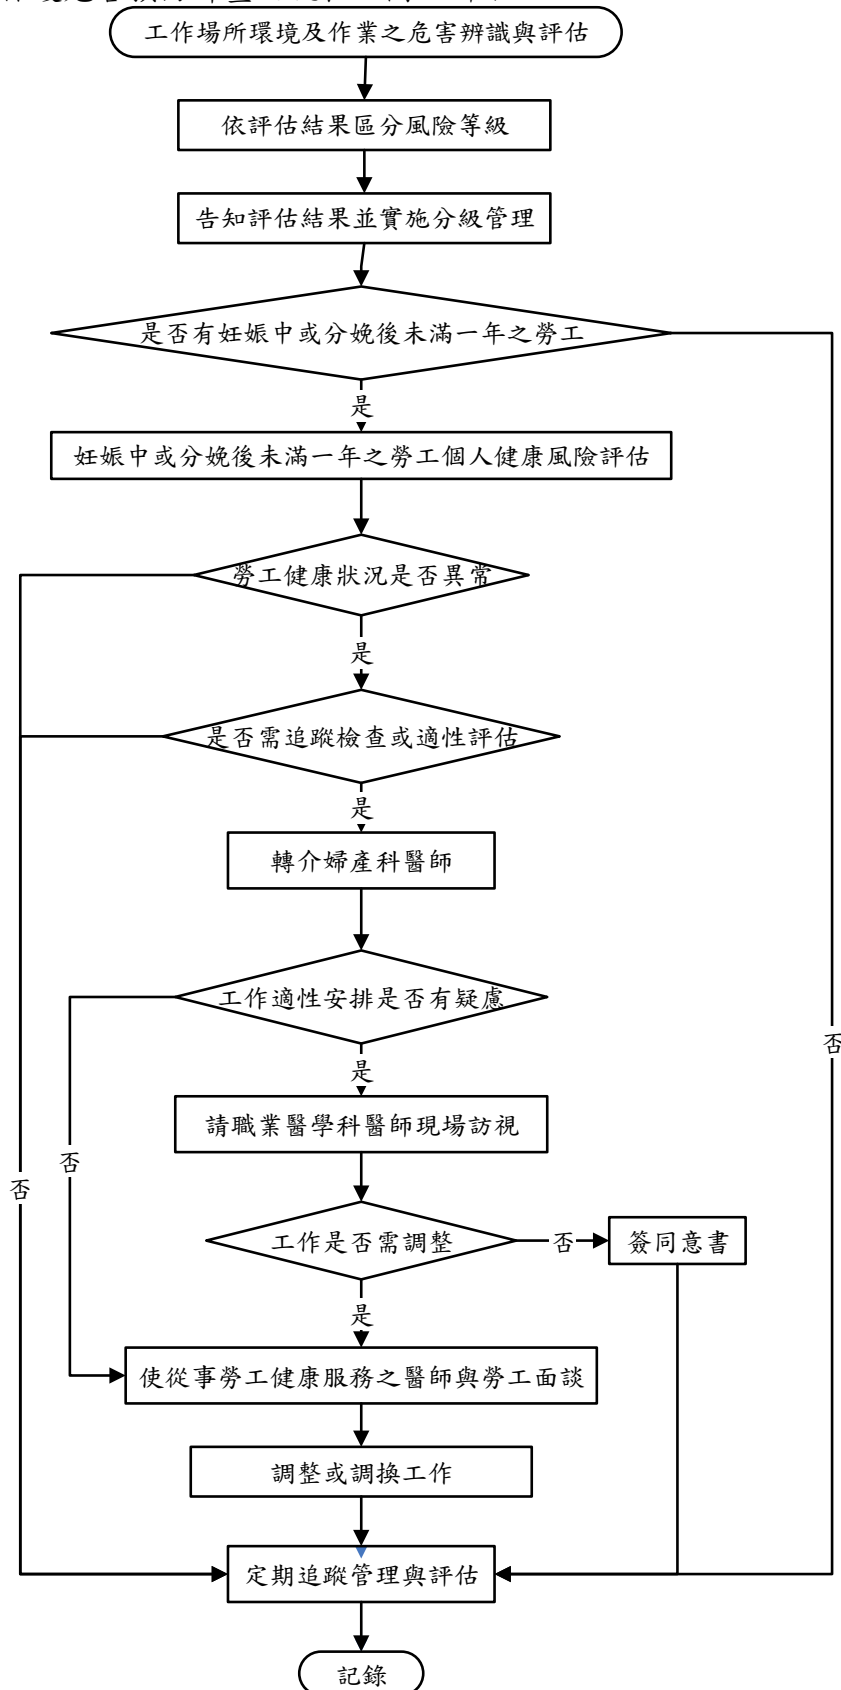 工作場所環境及作業之危害辨識與評估
依評估結果區分風險等級
告知評估結果並實施分級管理
是否有妊娠中或分娩後未滿一年之勞工
是
妊娠中或分娩後未滿一年之勞工個人健康風險評估
勞工健康狀況是否異常
是
是否需追蹤檢查或適性評估
是
轉介婦產科醫師
工作適性安排是否有疑慮
否
是
請職業醫學科醫師現場訪視
否
否
工作是否需調整
否
簽同意書
是
使從事勞工健康服務之醫師與勞工面談
調整或調換工作
定期追蹤管理與評估
記錄